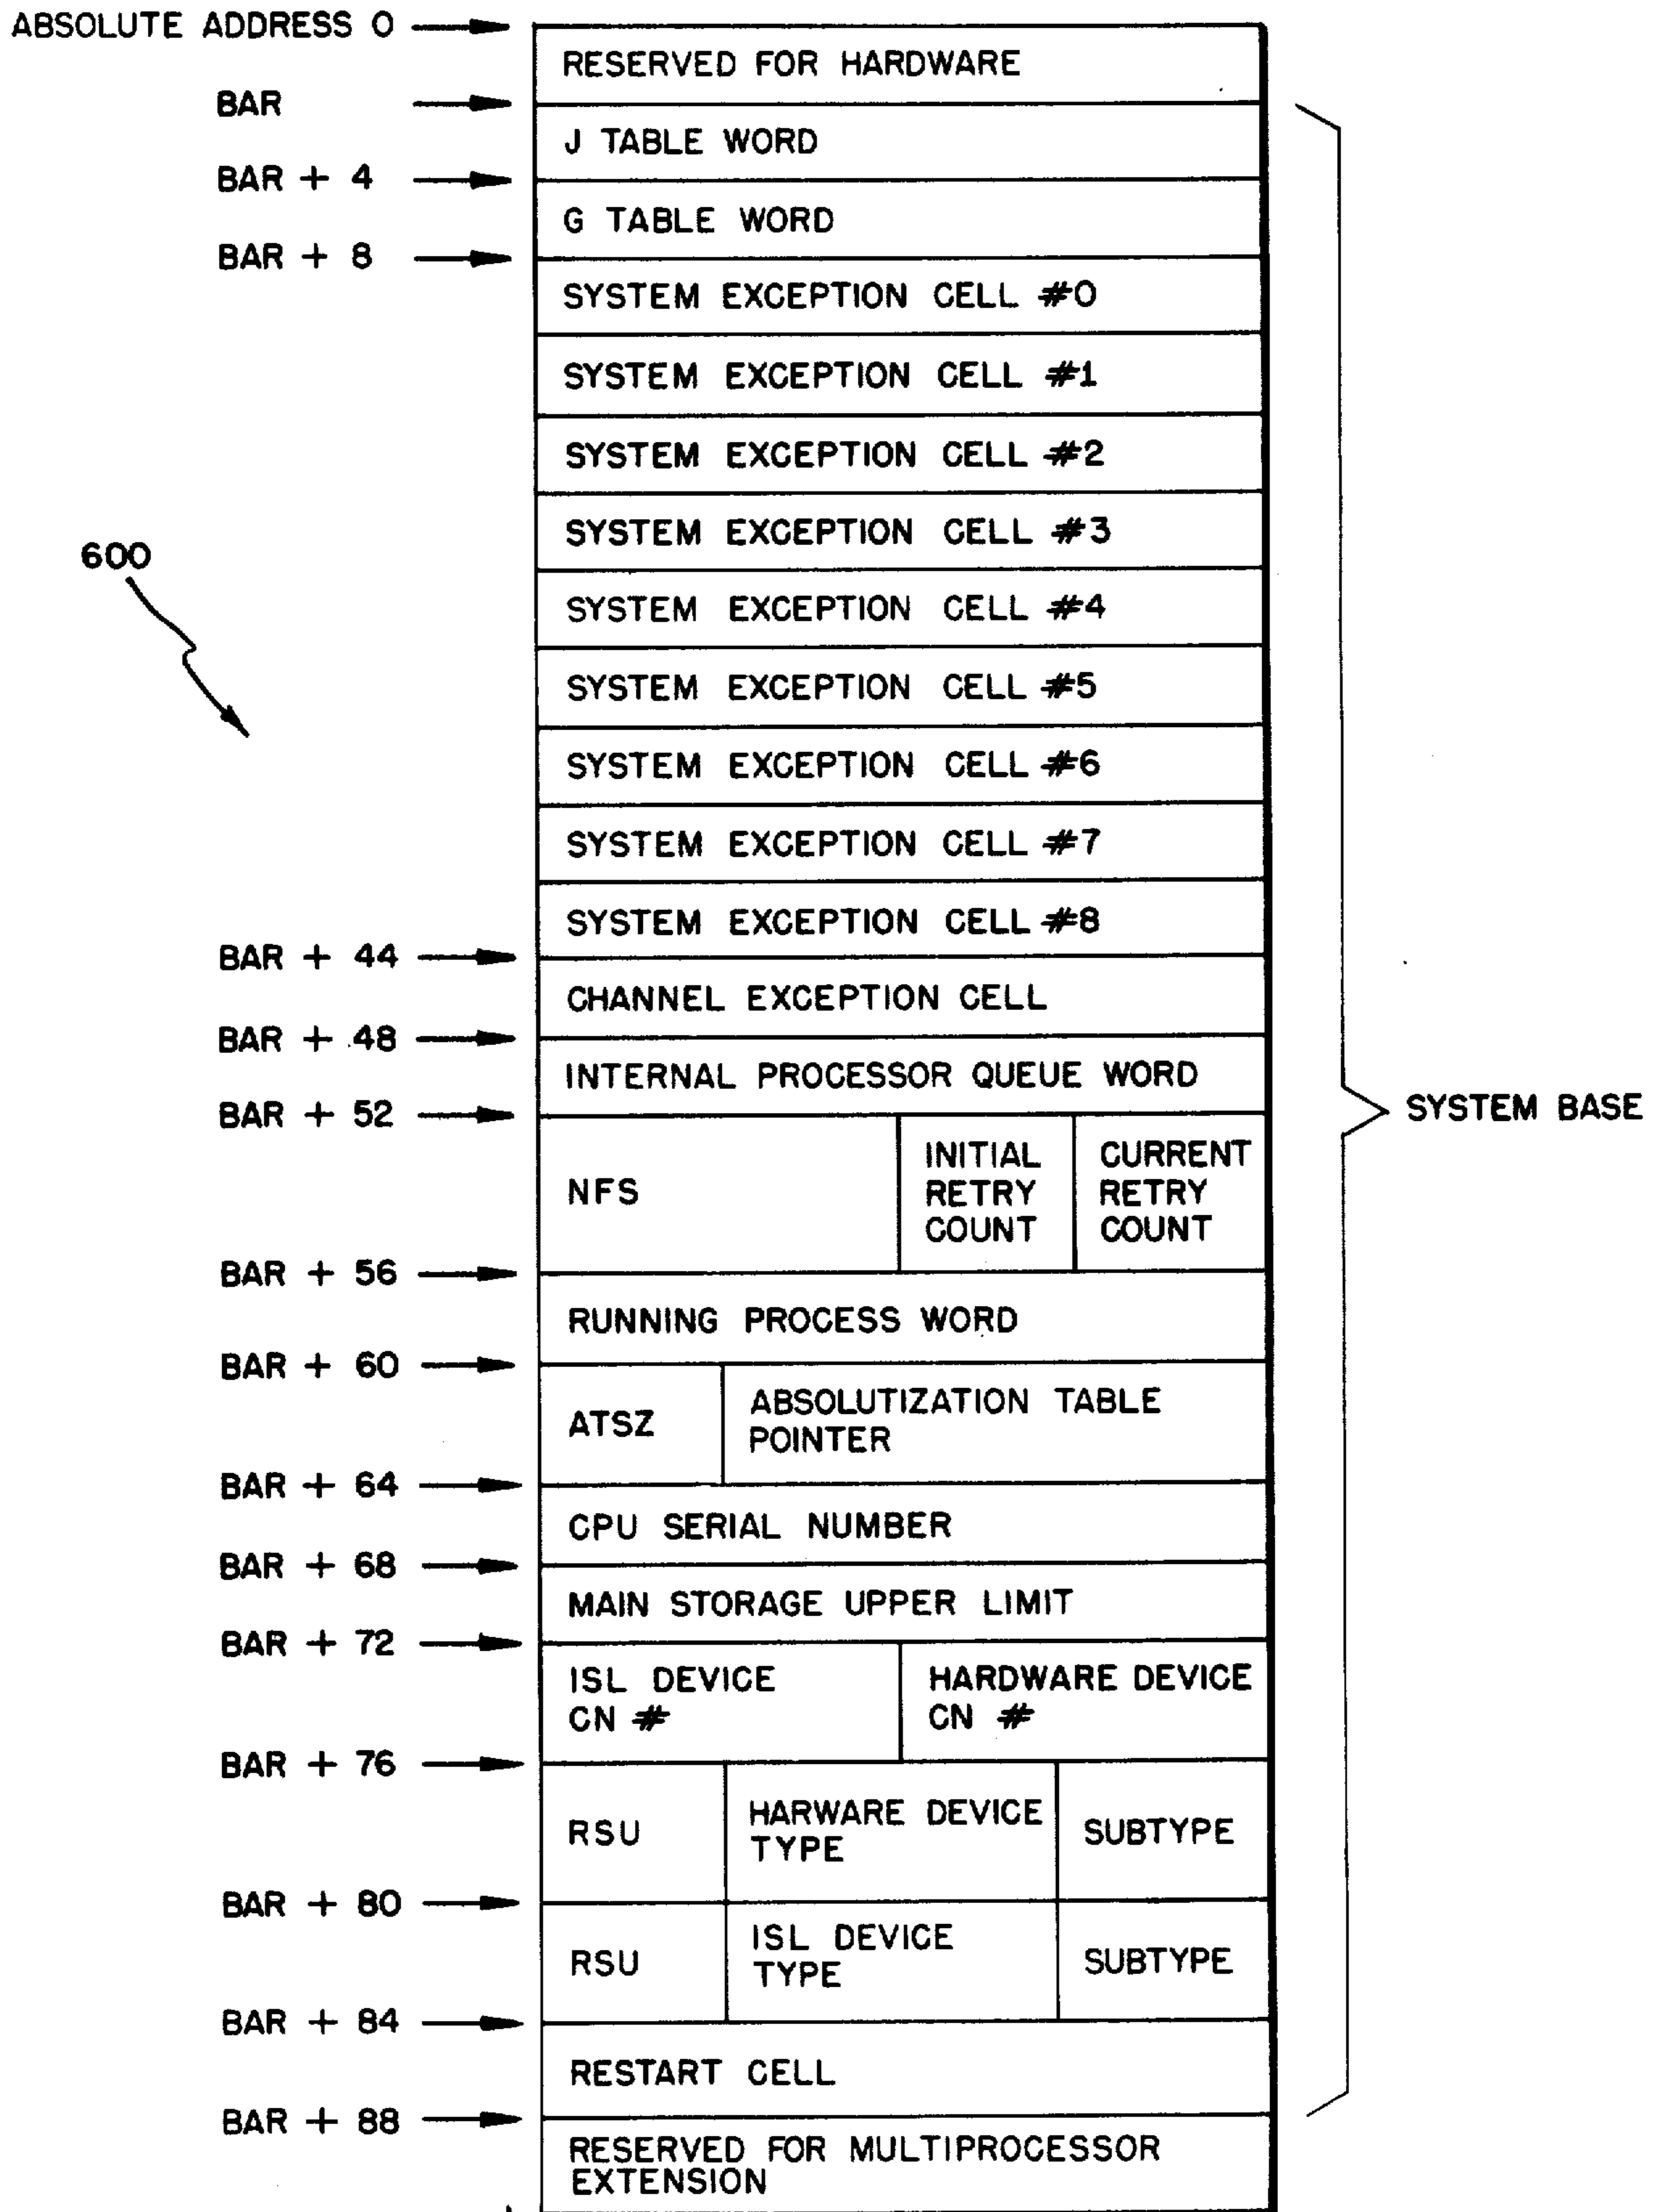 ABSOLUTE ADDRESS 0
RESERVED FOR HARDWARE
BAR
J TABLE WORD
BAR + 4
G TABLE WORD
BAR + 8
SYSTEM EXCEPTION CELL #0
SYSTEM EXCEPTION CELL #1
SYSTEM EXCEPTION CELL #2
SYSTEM EXCEPTION CELL #3
600
SYSTEM EXCEPTION CELL #4
SYSTEM EXCEPTION CELL #5
SYSTEM EXCEPTION CELL #6
SYSTEM EXCEPTION CELL #7
SYSTEM EXCEPTION CELL #8
BAR + 44
CHANNEL EXCEPTION CELL
BAR + 48
INTERNAL PROCESSOR QUEUE WORD
BAR + 52
SYSTEM BASE
NFS
INITIAL
RETRY
COUNT
CURRENT
RETRY
COUNT
BAR + 56
RUNNING PROCESS WORD
BAR + 60
ATSZ
ABSOLUTIZATION TABLE
POINTER
BAR + 64
CPU SERIAL NUMBER
BAR + 68
MAIN STORAGE UPPER LIMIT
BAR + 72
ISL DEVICE
CN #
HARDWARE DEVICE
CN #
BAR + 76
RSU
HARWARE DEVICE
TYPE
SUBTYPE
BAR + 80
RSU
ISL DEVICE
TYPE
SUBTYPE
BAR + 84
RESTART CELL
BAR + 88
RESERVED FOR MULTIPROCESSOR
EXTENSION